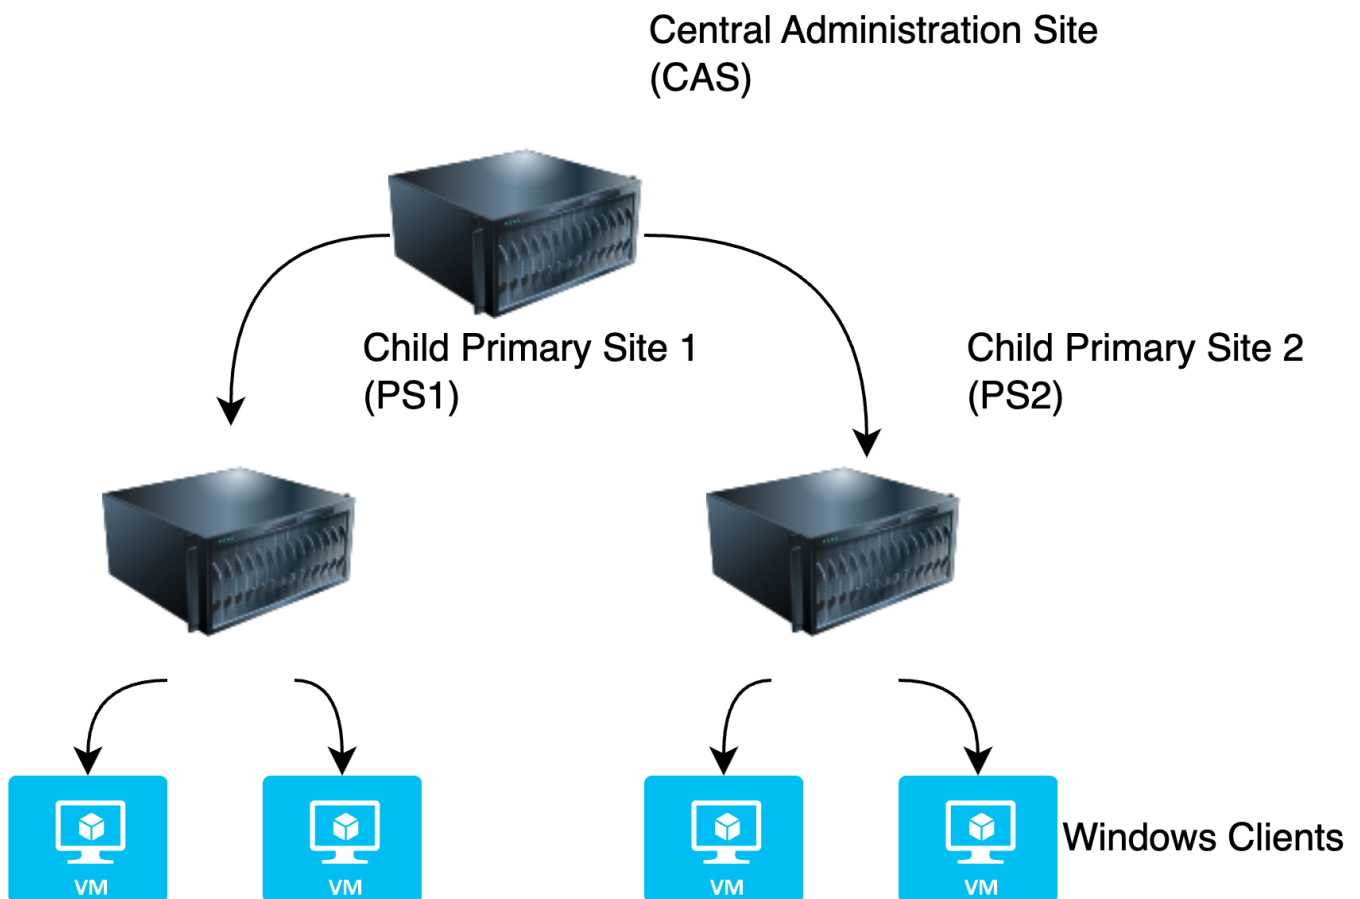 Central Administration Site
(CAS)
Child Primary Site 1
(PS1)
Child Primary Site 2
(PS2)
VM
VM
VM
VM
Windows Clients